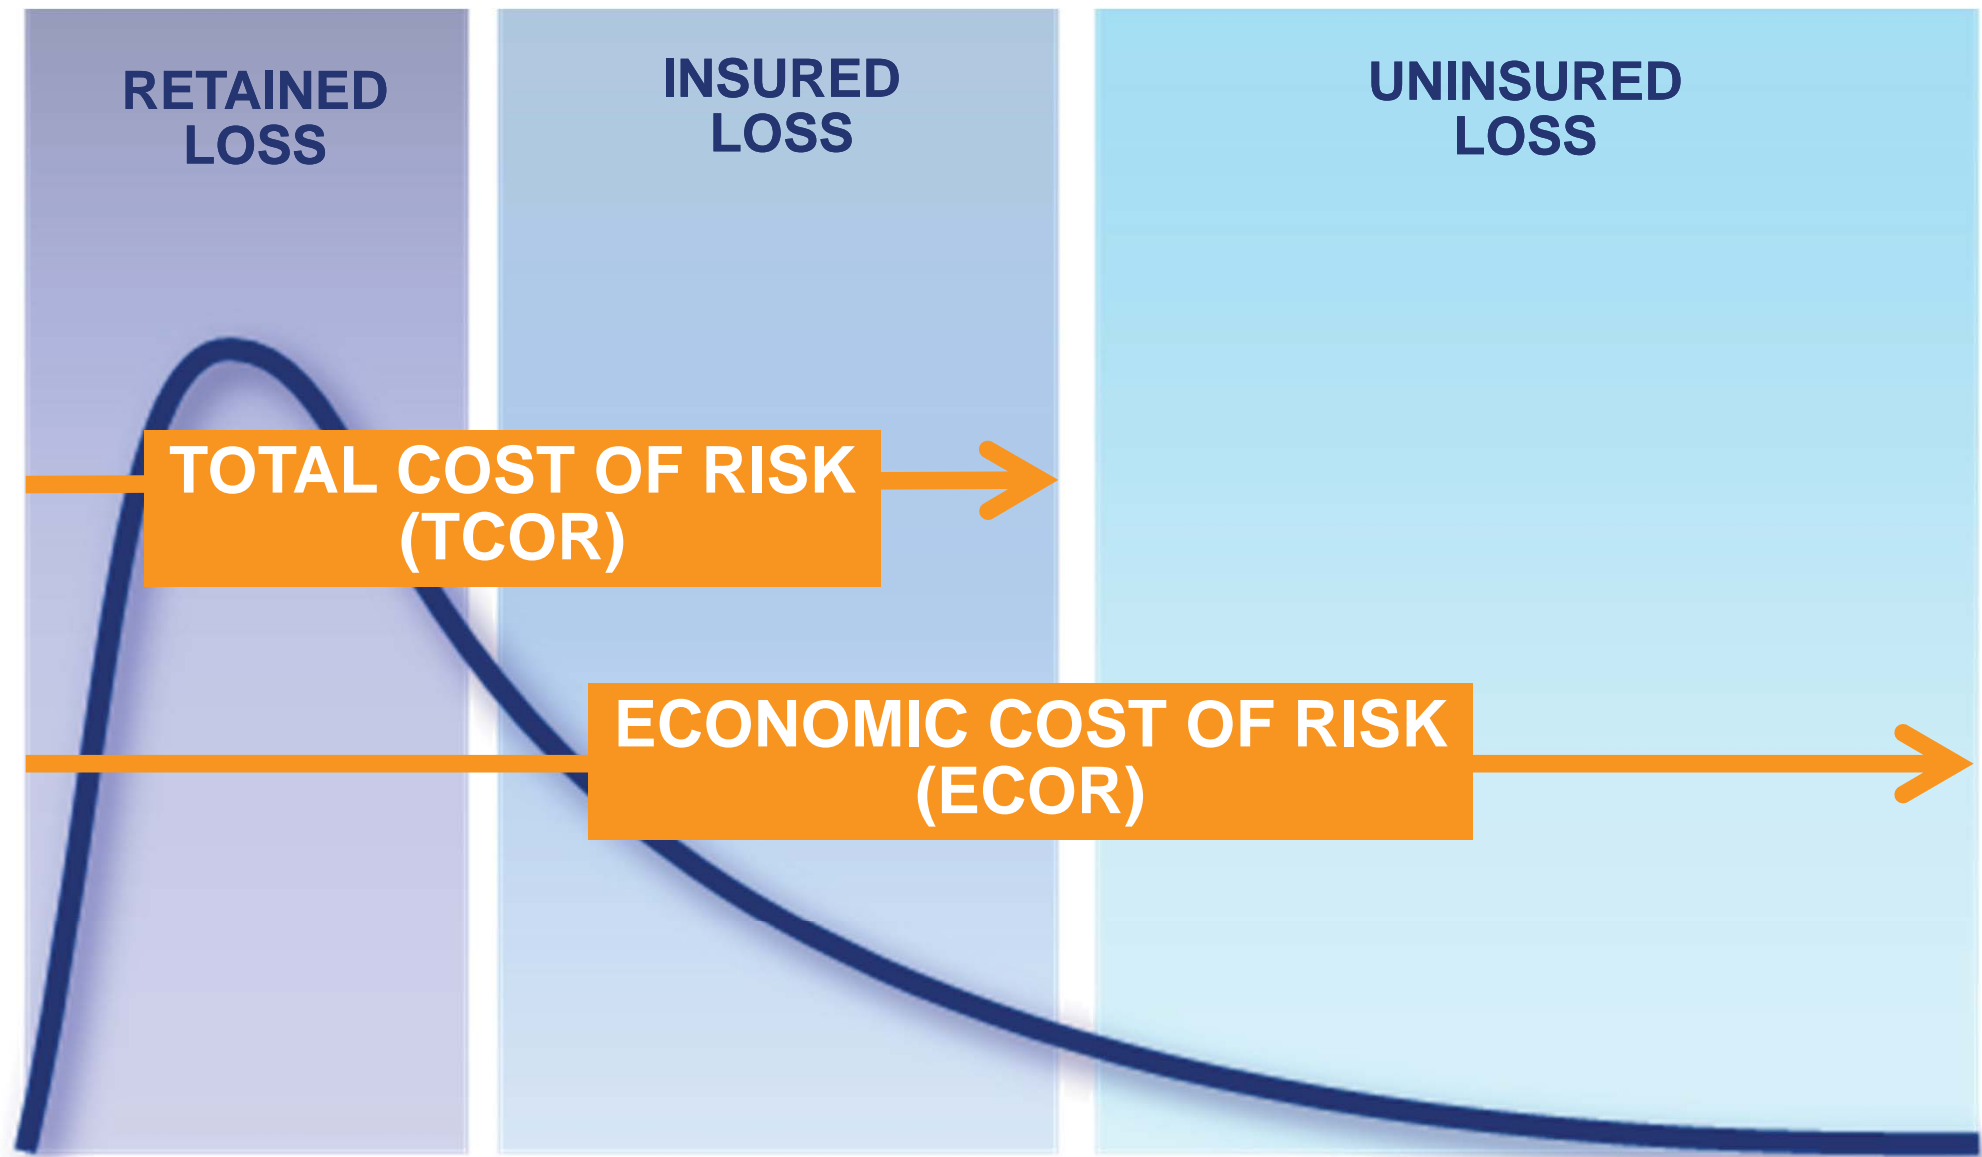 RETAINED
LOSS
INSURED
LOSS
UNINSURED
LOSS
TOTAL COST OF RISK
(TCOR)
ECONOMIC COST OF RISK
(ECOR)